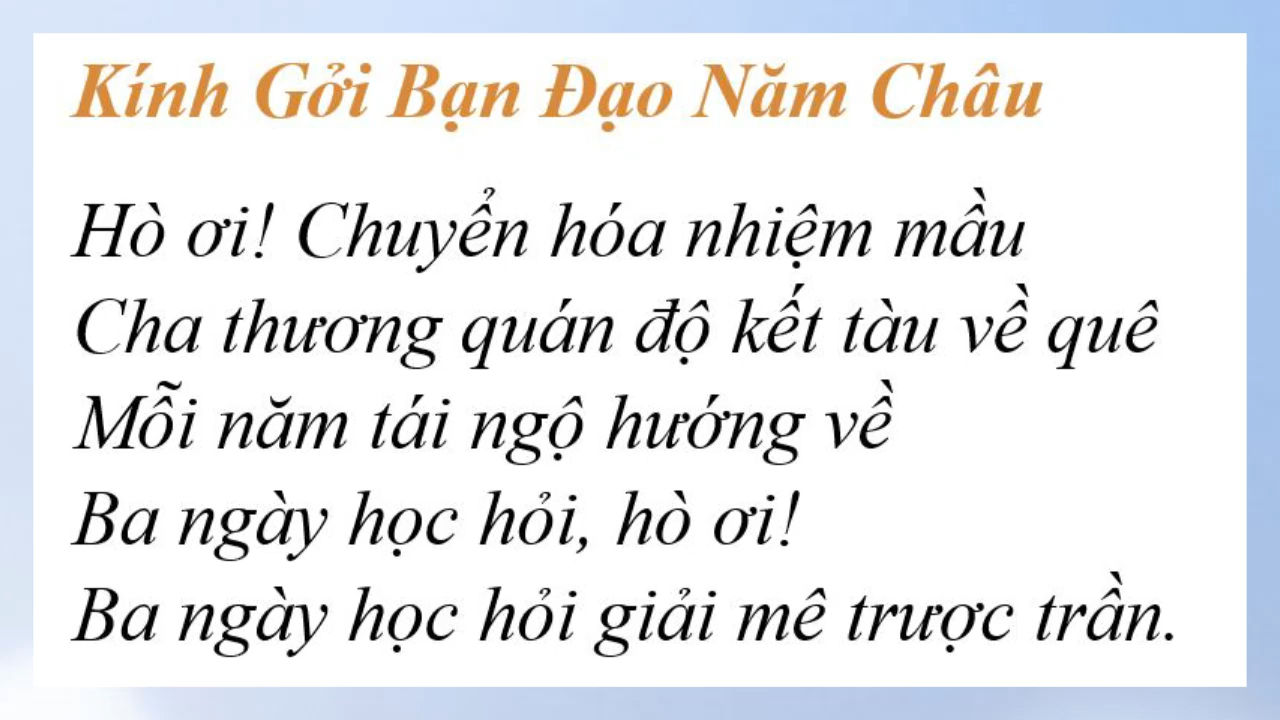 Kính Gởi Bạn Đạo Năm Châu
Hò ơi! Chuyển hóa nhiệm mầu
Cha thương quán độ kết tàu về quê
Mỗi năm tái ngộ hướng về
Ba ngày học hỏi, hò ơi!
Ba ngày học hỏi giải mê trược trần.